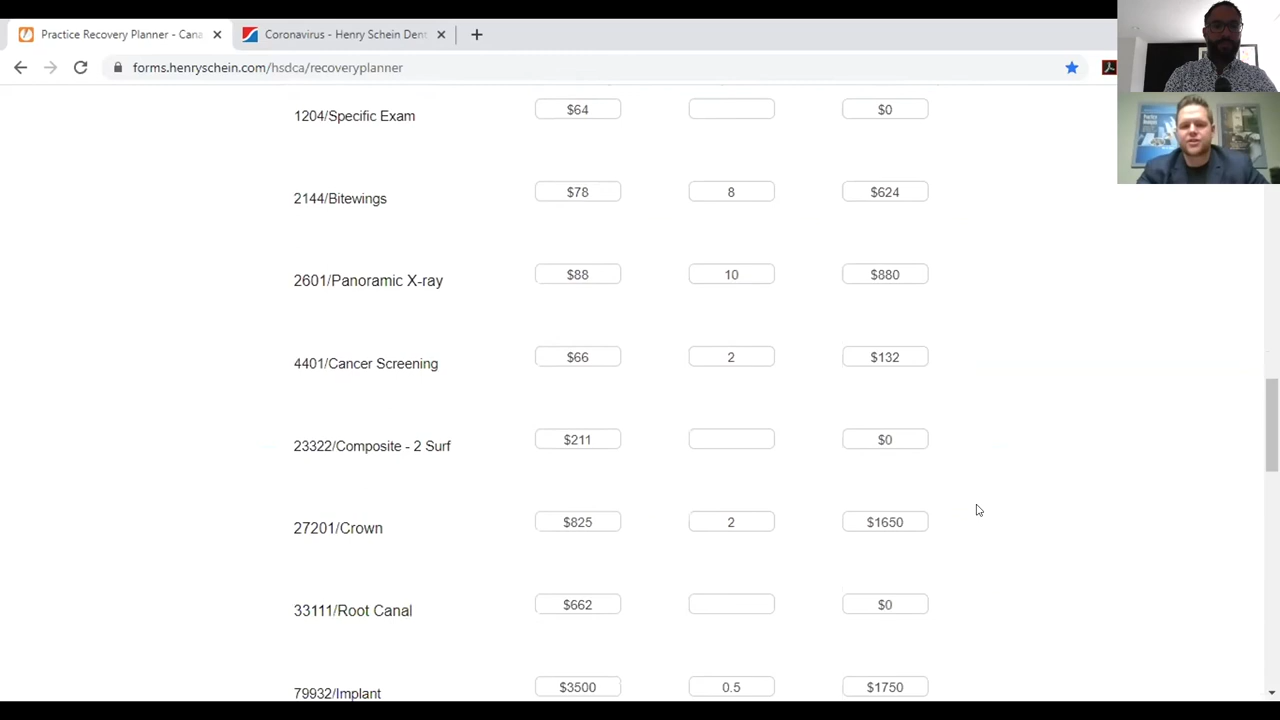 Practice Recovery Planner - Cana
Coronavirus - Henry Schein Dent
forms.henryschein.com/hsdca/recoveryplanner
1204/Specific Exam $64 $0
2144/Bitewings $78 8 $624
2601/Panoramic X-ray $88 10 $880
4401/Cancer Screening $66 2 $132
23322/Composite - 2 Surf $211 $0
27201/Crown $825 2 $1650
33111/Root Canal $662 $0
79932/Implant $3500 0.5 $1750